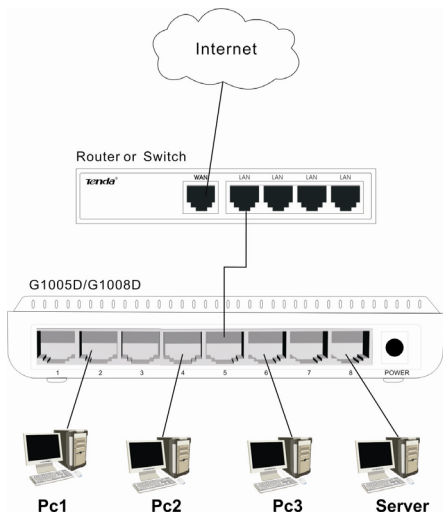 Internet
Router or Switch
Tenda®
WAN LAN LAN LAN LAN
G1005D/G1008D
1 2 3 4 5 6 7 8 POWER
Pc1 Pc2 Pc3 Server